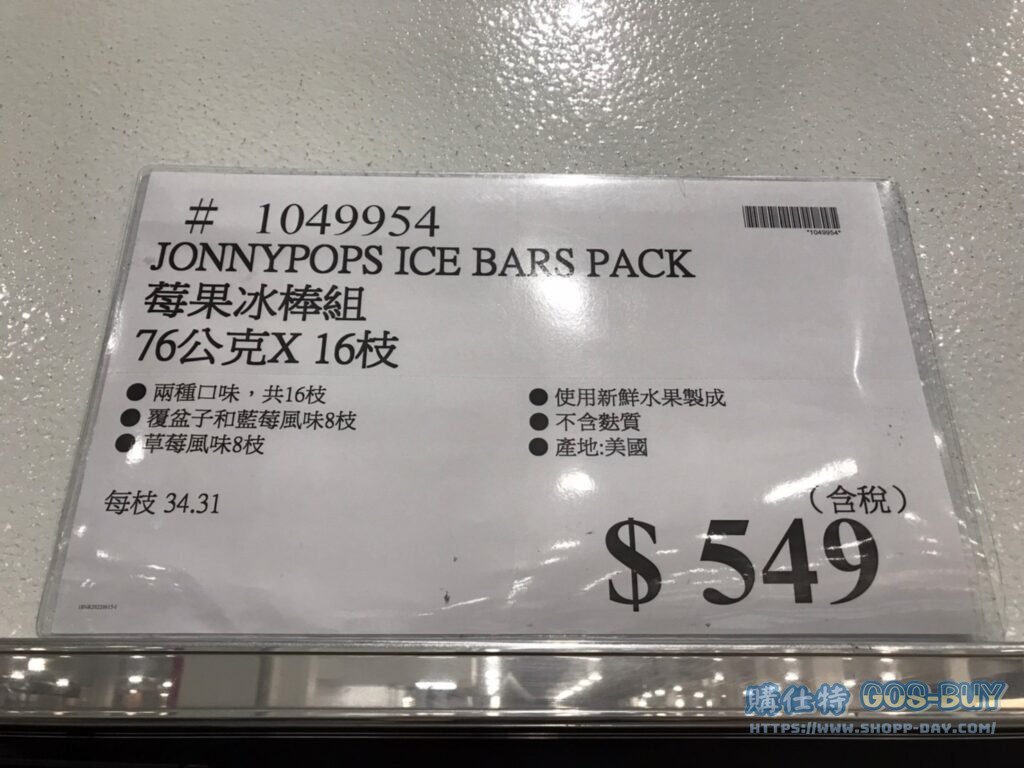 # 1049954
*1049954*
JONNYPOPS ICE BARS PACK
莓果冰棒組
76公克X 16枝
● 兩種口味，共16枝
● 覆盆子和藍莓風味8枝
● 草莓風味8枝
● 使用新鮮水果製成
● 不含麩質
● 產地:美國
每枝 34.31
（含稅）
$ 549
購仕特 COS-BUY
HTTPS://WWW.SHOPP-DAY.COM/